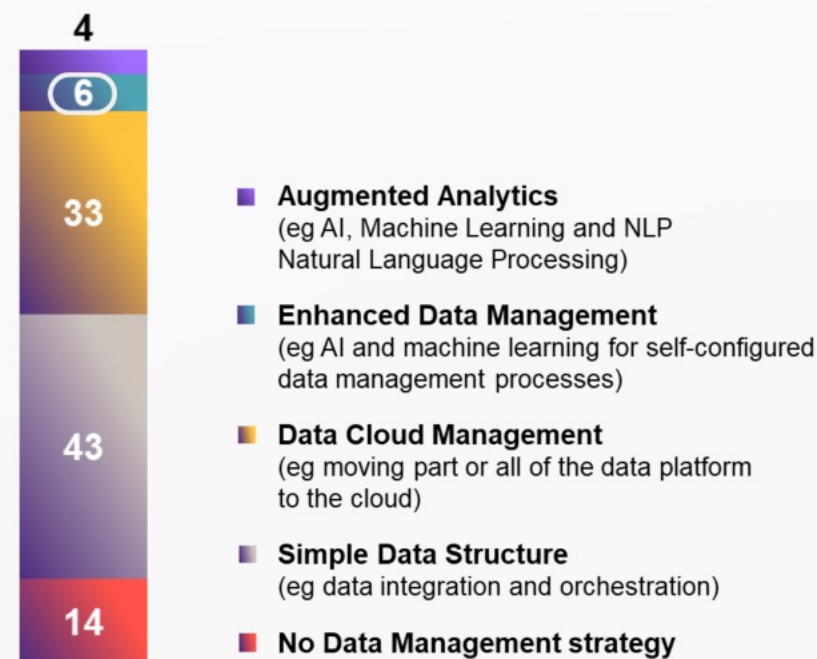 4
6
33
43
14
Augmented Analytics
(eg AI, Machine Learning and NLP
Natural Language Processing)
Enhanced Data Management
(eg AI and machine learning for self-configured
data management processes)
Data Cloud Management
(eg moving part or all of the data platform
to the cloud)
Simple Data Structure
(eg data integration and orchestration)
No Data Management strategy